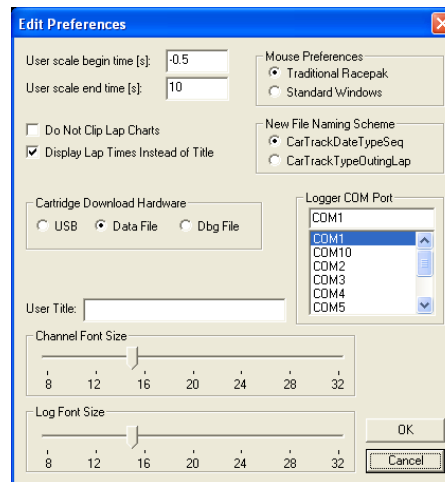 Edit Preferences
User scale begin time [s]: -0.5
User scale end time [s]: 10
Mouse Preferences
Traditional Racepak
Standard Windows
Do Not Clip Lap Charts
Display Lap Times Instead of Title
New File Naming Scheme
CarTrackDateTypeSeq
CarTrackTypeOutingLap
Cartridge Download Hardware
USB Data File Dbg File
Logger COM Port
COM1
COM1
COM10
COM2
COM3
COM4
COM5
User Title:
Channel Font Size
8 12 16 20 24 28 32
Log Font Size
8 12 16 20 24 28 32
OK
Cancel